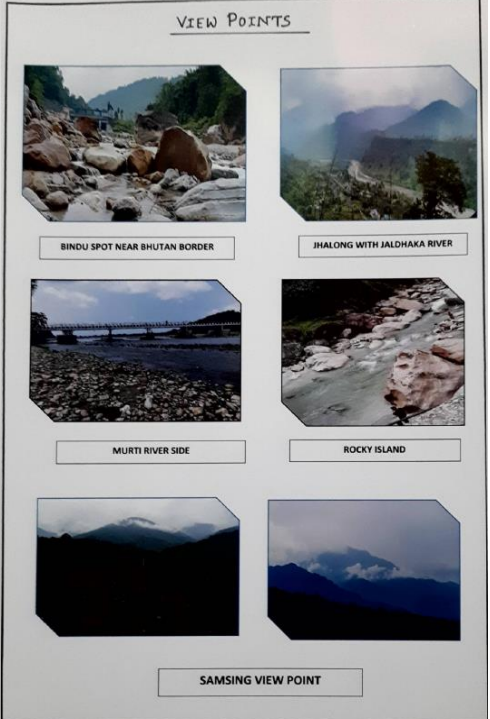 VIEW POINTS
BINDU SPOT NEAR BHUTAN BORDER
JHALONG WITH JALDHAKA RIVER
MURTI RIVER SIDE
ROCKY ISLAND
SAMSING VIEW POINT